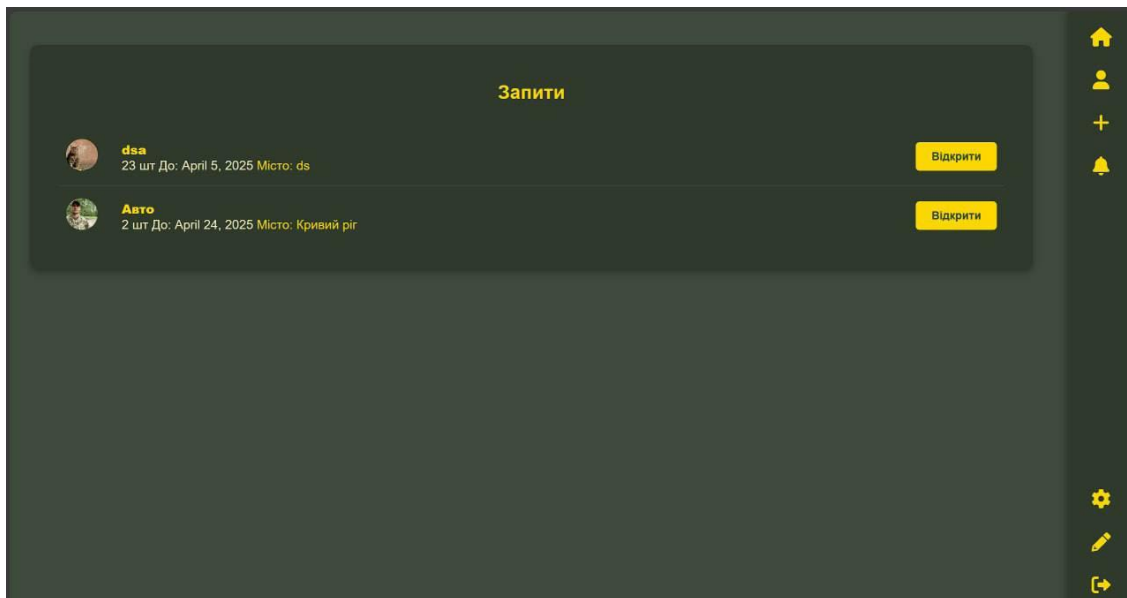 Запити
dsa
23 шт До: April 5, 2025 Місто: ds
Відкрити
Авто
2 шт До: April 24, 2025 Місто: Кривий ріг
Відкрити